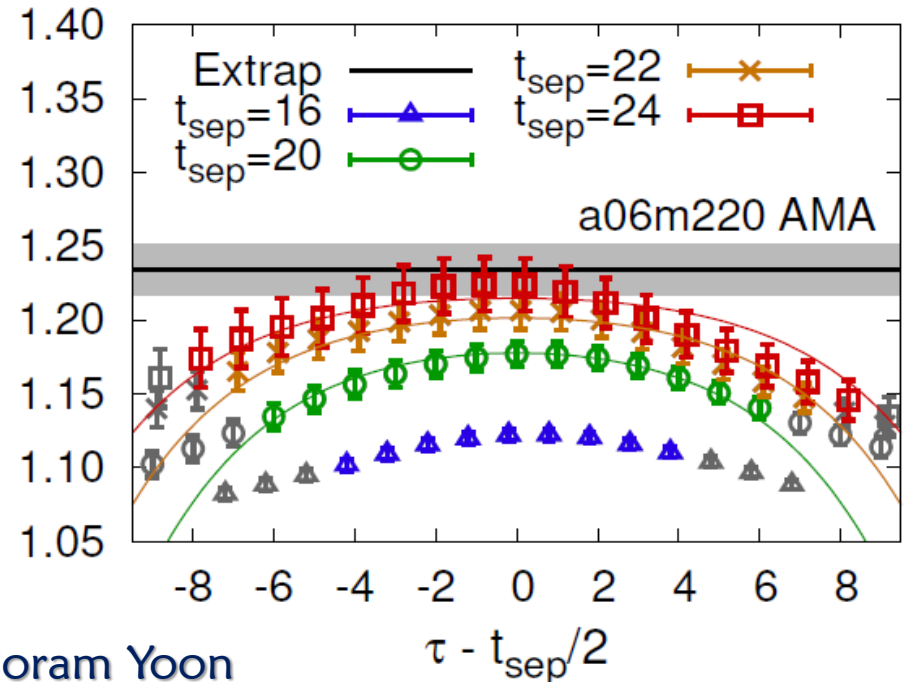 1.40
1.35
1.30
1.25
1.20
1.15
1.10
1.05
Extrap
t_sep=16
t_sep=20
t_sep=22
t_sep=24
a06m220 AMA
-8 -6 -4 -2 0 2 4 6 8
τ - t_sep/2
oram Yoon